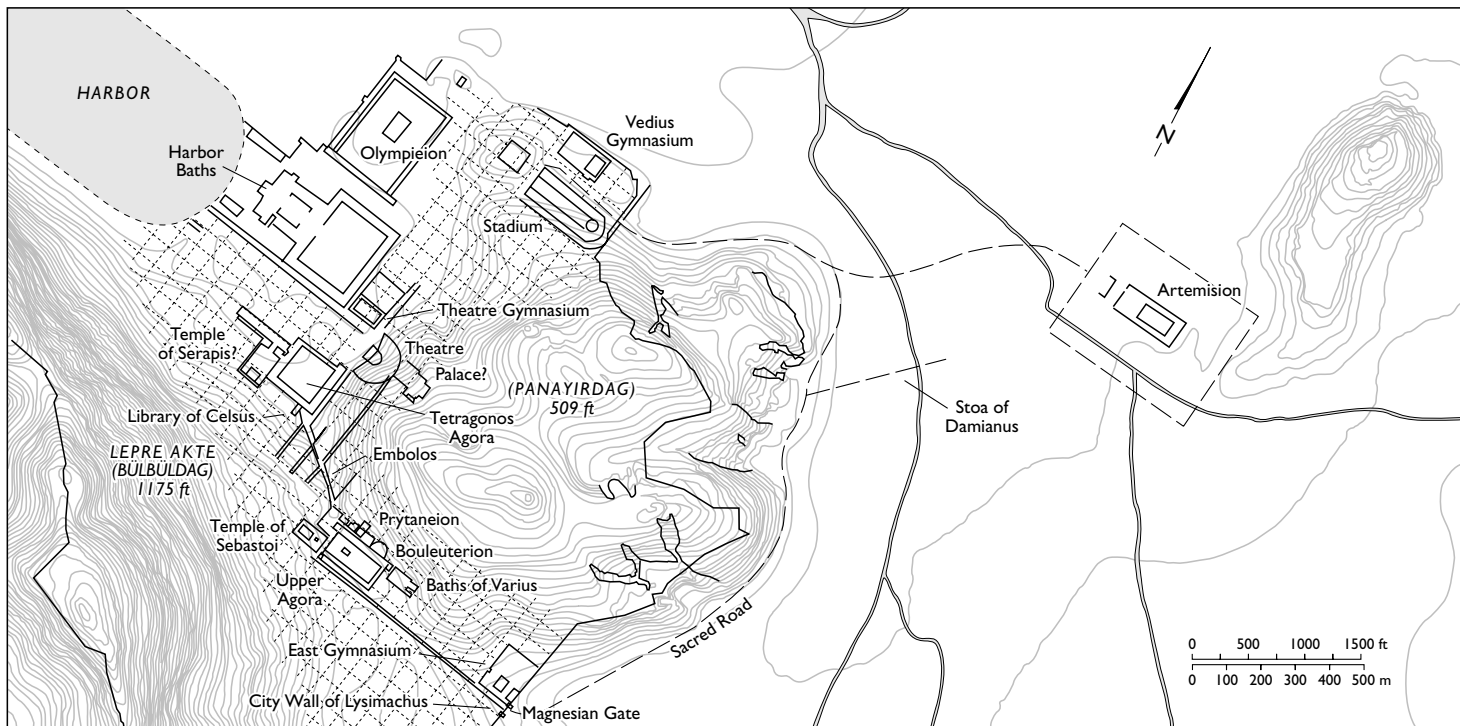 HARBOR
Harbor
Baths
Olympieion
Vedius
Gymnasium
Stadium
N
Artemision
Theatre Gymnasium
Temple
of Serapis?
Theatre
Palace?
(PANAYIRDAG)
509 ft
Library of Celsus
Tetragonos
Agora
Stoa of
Damianus
LEPRE AKTE
(BÜLBÜLDAG)
1175 ft
Embolos
Temple of
Sebastoi
Prytaneion
Bouleuterion
Upper
Agora
Baths of Varius
Sacred Road
East Gymnasium
City Wall of Lysimachus
Magnesian Gate
0 500 1000 1500 ft
0 100 200 300 400 500 m